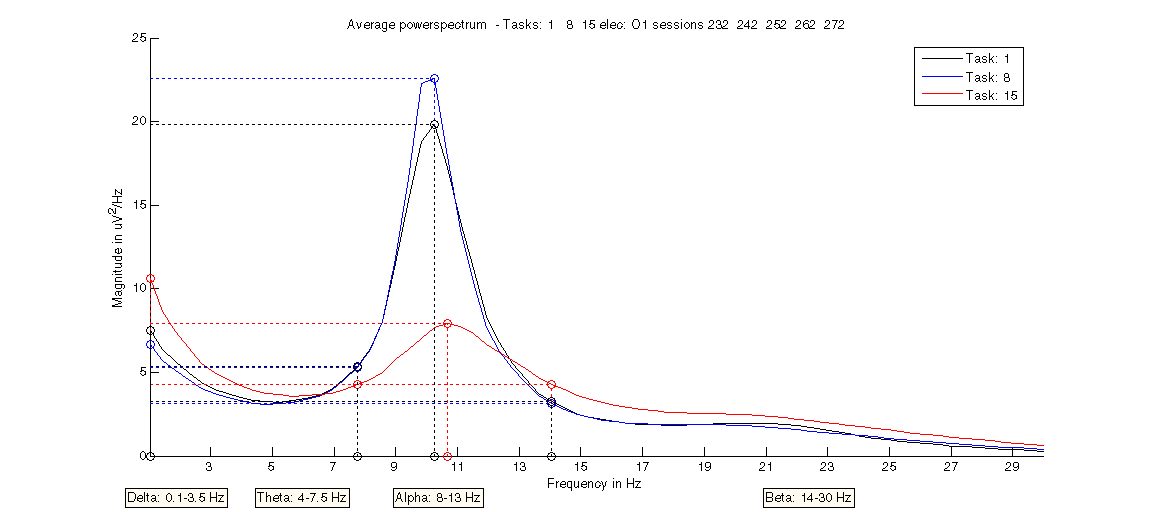 Average powerspectrum - Tasks: 1 8 15 elec: O1 sessions 232 242 252 262 272
25
20
15
10
5
0
Magnitude in uV2/Hz
Task: 1
Task: 8
Task: 15
3 5 7 9 11 13 15 17 19 21 23 25 27 29
Frequency in Hz
Delta: 0.1-3.5 Hz
Theta: 4-7.5 Hz
Alpha: 8-13 Hz
Beta: 14-30 Hz